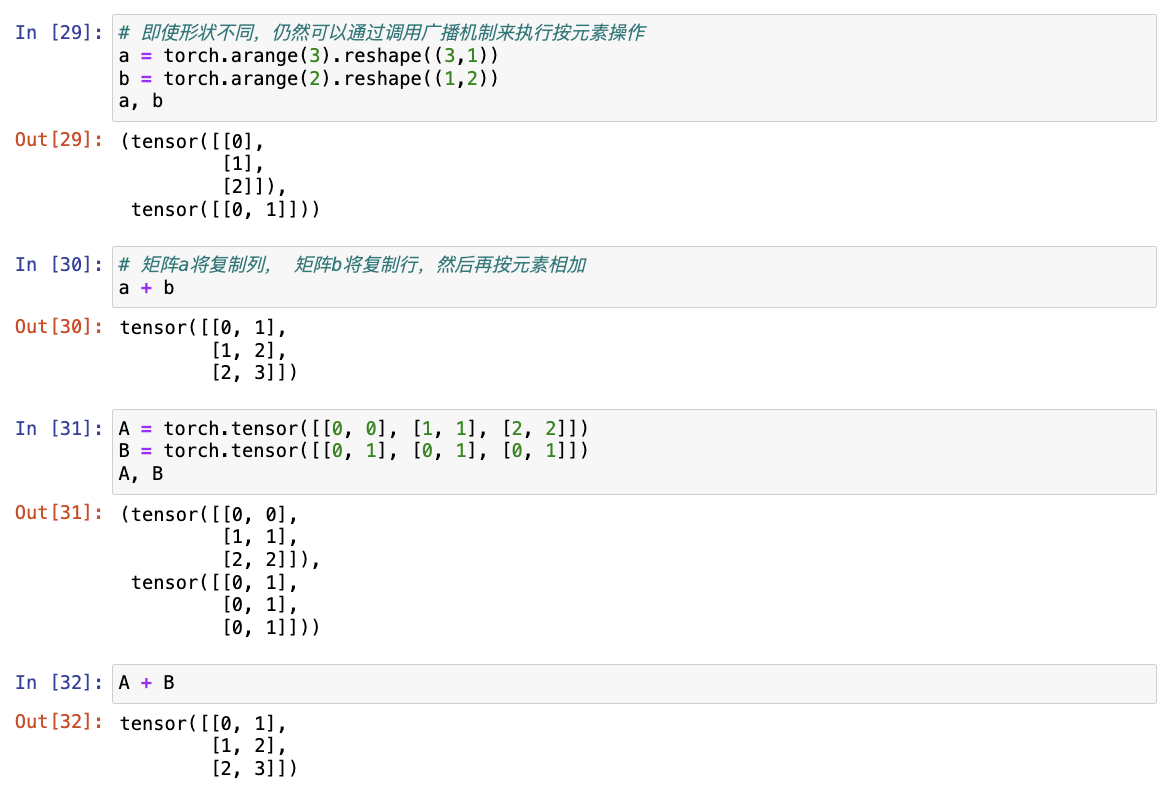 In [29]: # 即使形状不同，仍然可以通过调用广播机制来执行按元素操作
a = torch.arange(3).reshape((3,1))
b = torch.arange(2).reshape((1,2))
a, b
Out[29]: (tensor([[0],
[1],
[2]]),
tensor([[0, 1]]))
In [30]: # 矩阵a将复制列， 矩阵b将复制行，然后再按元素相加
a + b
Out[30]: tensor([[0, 1],
[1, 2],
[2, 3]])
In [31]: A = torch.tensor([[0, 0], [1, 1], [2, 2]])
B = torch.tensor([[0, 1], [0, 1], [0, 1]])
A, B
Out[31]: (tensor([[0, 0],
[1, 1],
[2, 2]]),
tensor([[0, 1],
[0, 1],
[0, 1]]))
In [32]: A + B
Out[32]: tensor([[0, 1],
[1, 2],
[2, 3]])